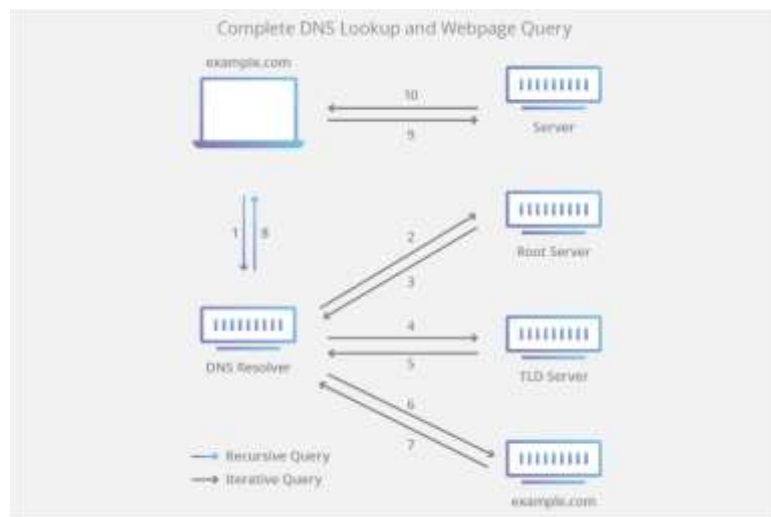 Complete DNS Lookup and Webpage Query
example.com
10
9
Server
1
8
2
3
Root Server
4
5
DNS Resolver
TLD Server
6
7
Recursive Query
Iterative Query
example.com